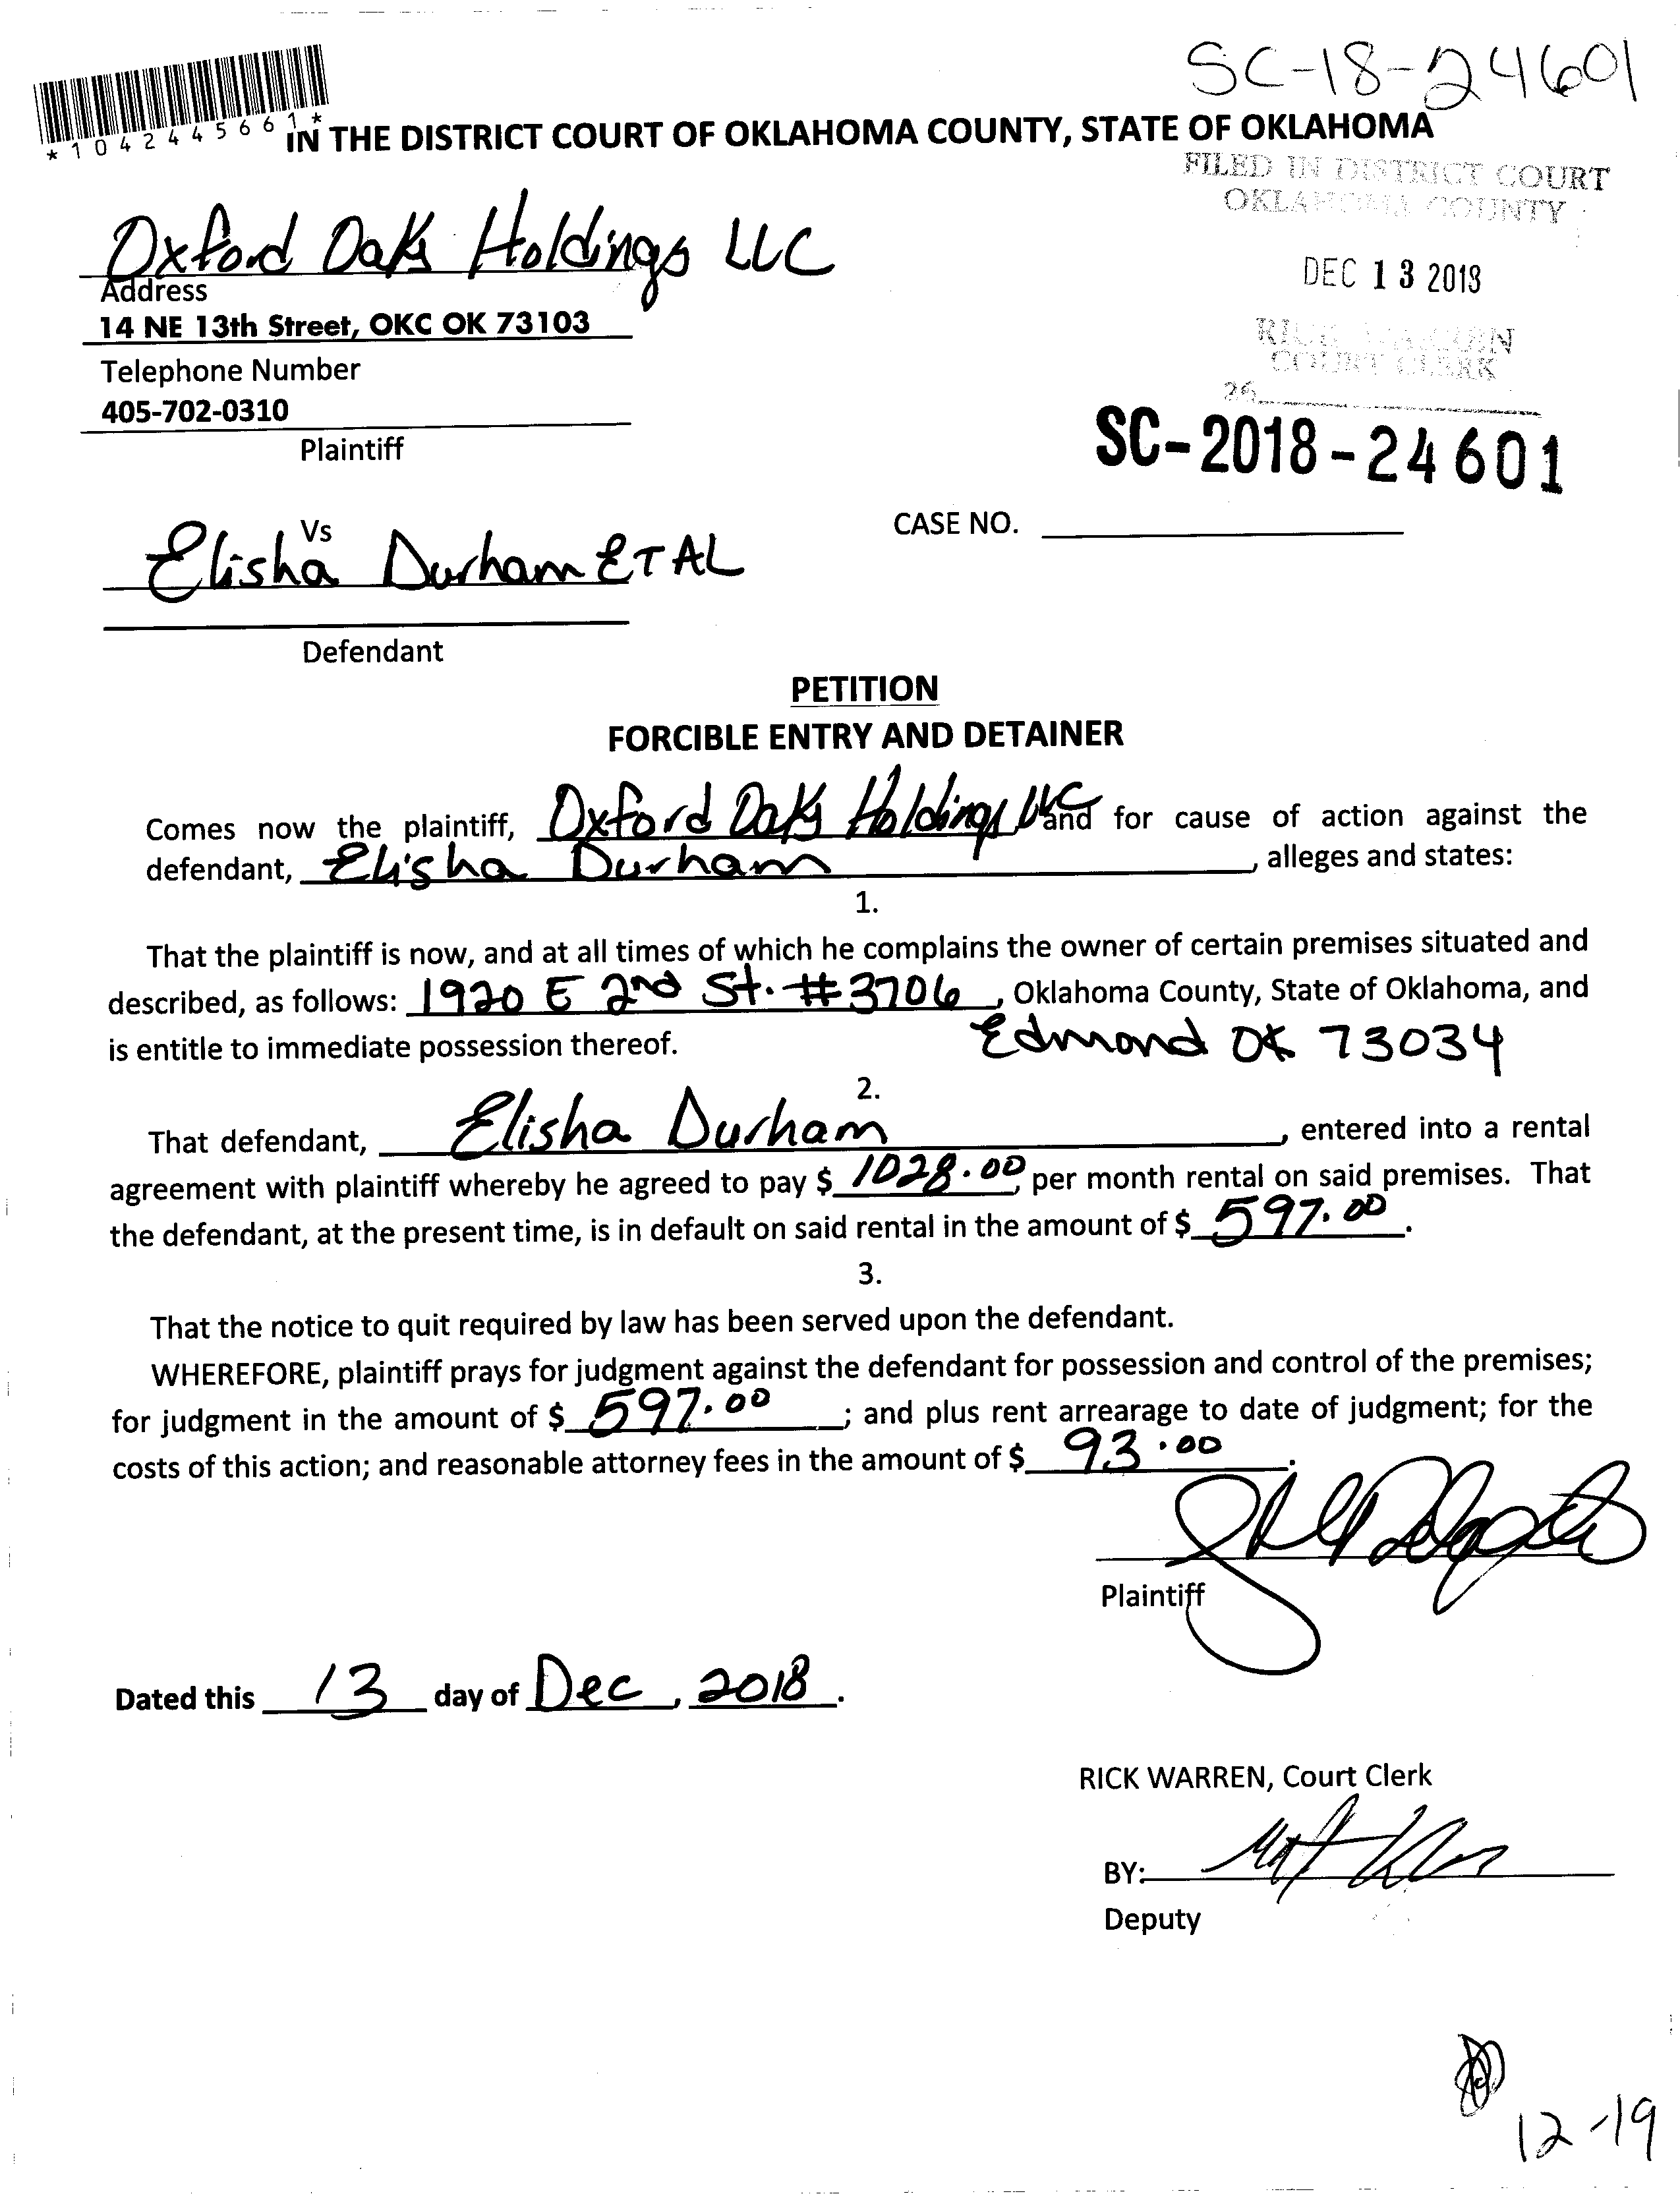 SC-18-24601
*1042445661*
IN THE DISTRICT COURT OF OKLAHOMA COUNTY, STATE OF OKLAHOMA
FILED IN DISTRICT COURT
OKLAHOMA COUNTY
Oxford Oaks Holdings LLC
Address
DEC 13 2018
14 NE 13th Street, OKC OK 73103
RICK WARREN
COURT CLERK
Telephone Number
405-702-0310
26
Plaintiff
SC-2018-24601
Vs
CASE NO.
Elisha Durham ET AL
Defendant
PETITION
FORCIBLE ENTRY AND DETAINER
Comes now the plaintiff, Oxford Oaks Holdings LLC and for cause of action against the
defendant, Elisha Durham, alleges and states:
1.
That the plaintiff is now, and at all times of which he complains the owner of certain premises situated and
described, as follows: 1920 E 2nd St. #3706, Oklahoma County, State of Oklahoma, and
is entitle to immediate possession thereof. Edmond OK 73034
2.
That defendant, Elisha Durham, entered into a rental
agreement with plaintiff whereby he agreed to pay $ 1028.00, per month rental on said premises. That
the defendant, at the present time, is in default on said rental in the amount of $ 597.00.
3.
That the notice to quit required by law has been served upon the defendant.
WHEREFORE, plaintiff prays for judgment against the defendant for possession and control of the premises;
for judgment in the amount of $ 597.00; and plus rent arrearage to date of judgment; for the
costs of this action; and reasonable attorney fees in the amount of $ 93.00.
Plaintiff
Dated this 13 day of Dec, 2018.
RICK WARREN, Court Clerk
BY:
Deputy
12-19